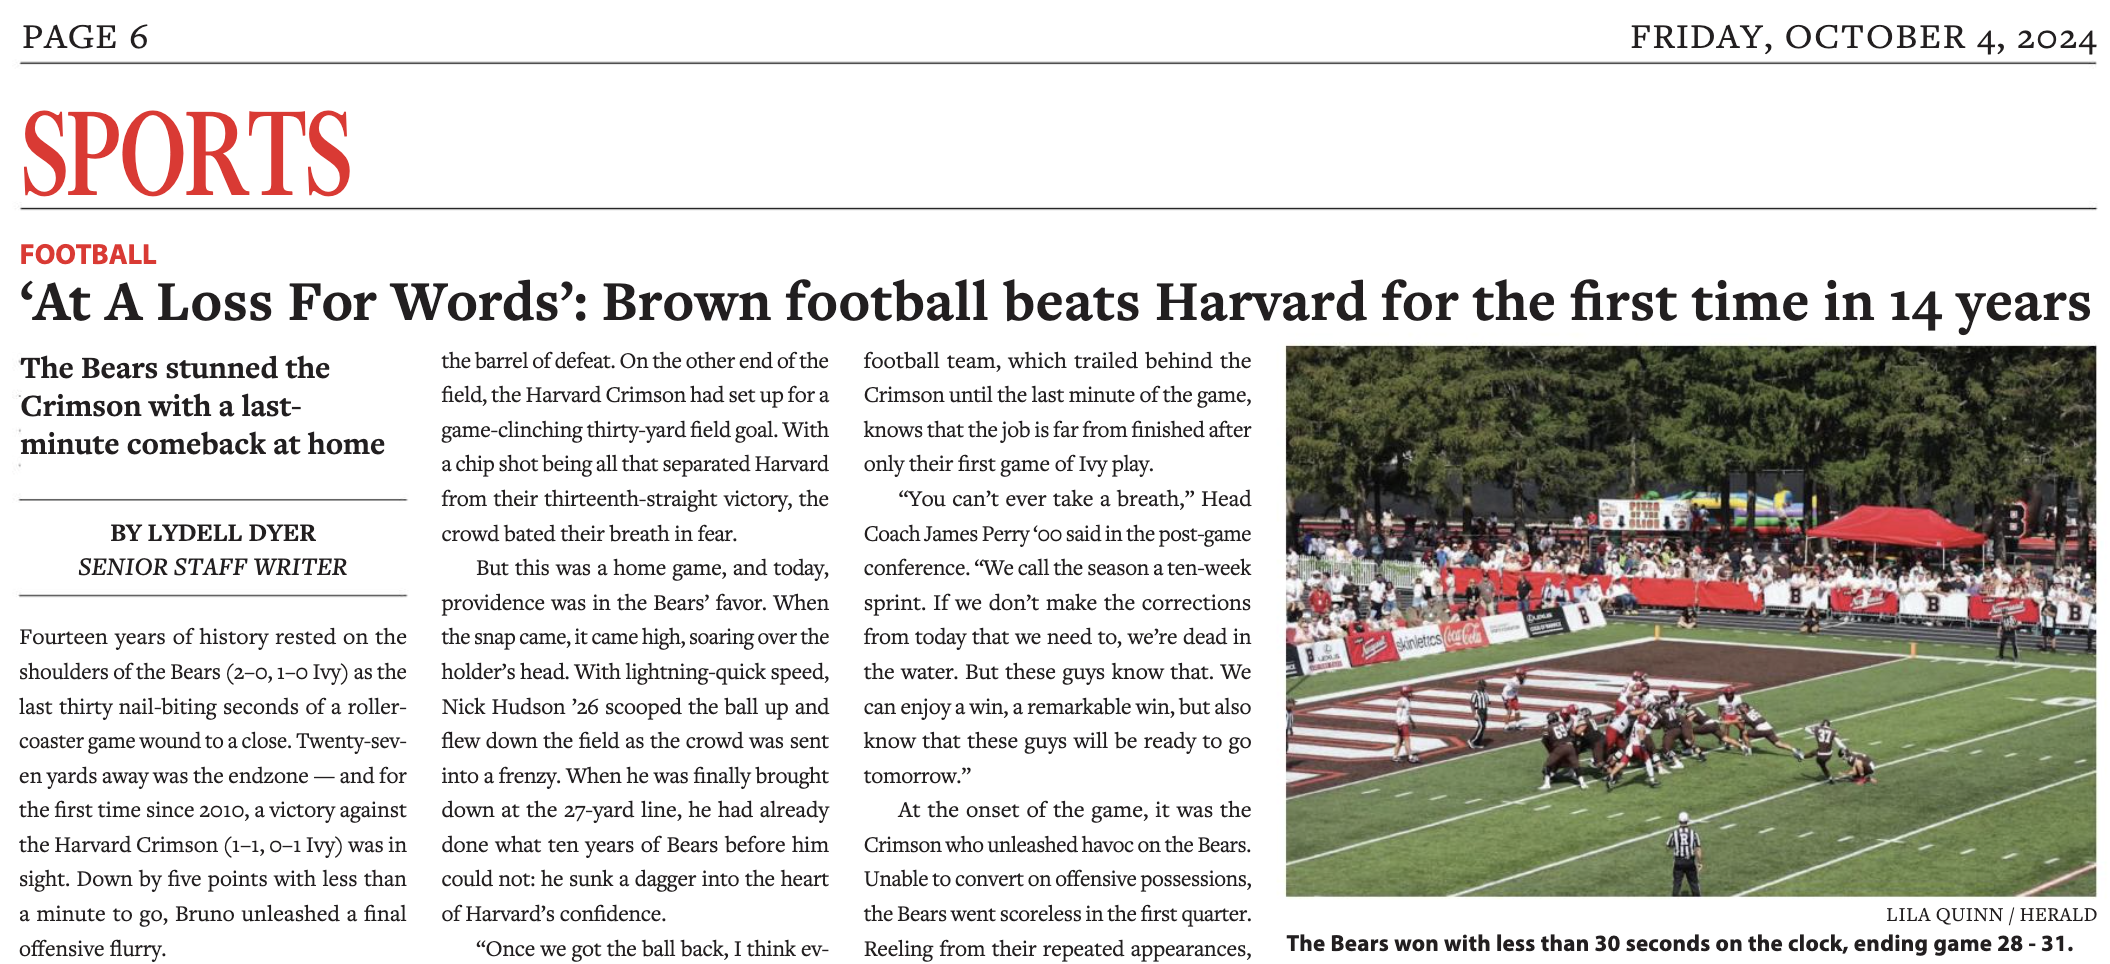 PAGE 6
FRIDAY, OCTOBER 4, 2024
SPORTS
FOOTBALL
‘At A Loss For Words’: Brown football beats Harvard for the first time in 14 years
The Bears stunned the
Crimson with a last-
minute comeback at home
BY LYDELL DYER
SENIOR STAFF WRITER
Fourteen years of history rested on the
shoulders of the Bears (2–0, 1–0 Ivy) as the
last thirty nail-biting seconds of a roller-
coaster game wound to a close. Twenty-sev-
en yards away was the endzone — and for
the first time since 2010, a victory against
the Harvard Crimson (1–1, 0–1 Ivy) was in
sight. Down by five points with less than
a minute to go, Bruno unleashed a final
offensive flurry.
the barrel of defeat. On the other end of the
field, the Harvard Crimson had set up for a
game-clinching thirty-yard field goal. With
a chip shot being all that separated Harvard
from their thirteenth-straight victory, the
crowd bated their breath in fear.
But this was a home game, and today,
providence was in the Bears’ favor. When
the snap came, it came high, soaring over the
holder’s head. With lightning-quick speed,
Nick Hudson ’26 scooped the ball up and
flew down the field as the crowd was sent
into a frenzy. When he was finally brought
down at the 27-yard line, he had already
done what ten years of Bears before him
could not: he sunk a dagger into the heart
of Harvard’s confidence.
“Once we got the ball back, I think ev-
football team, which trailed behind the
Crimson until the last minute of the game,
knows that the job is far from finished after
only their first game of Ivy play.
“You can’t ever take a breath,” Head
Coach James Perry ‘00 said in the post-game
conference. “We call the season a ten-week
sprint. If we don’t make the corrections
from today that we need to, we’re dead in
the water. But these guys know that. We
can enjoy a win, a remarkable win, but also
know that these guys will be ready to go
tomorrow.”
At the onset of the game, it was the
Crimson who unleashed havoc on the Bears.
Unable to convert on offensive possessions,
the Bears went scoreless in the first quarter.
Reeling from their repeated appearances,
PIZZA
BY THE
B
B
B
B
B
B
LEXUS
skinletics
Coca-Cola
LEXUS
69
37
R
LILA QUINN / HERALD
The Bears won with less than 30 seconds on the clock, ending game 28 - 31.